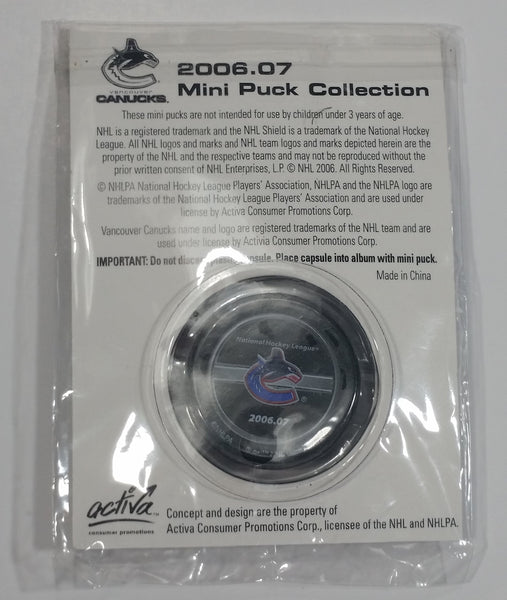 vancouver
CANUCKS
2006.07
Mini Puck Collection
These mini pucks are not intended for use by children under 3 years of age.
NHL is a registered trademark and the NHL Shield is a trademark of the National Hockey
League. All NHL logos and marks and NHL team logos and marks depicted herein are the
property of the NHL and the respective teams and may not be reproduced without the
prior written consent of NHL Enterprises, L.P. © NHL 2006. All Rights Reserved.
© NHLPA National Hockey League Players' Association, NHLPA and the NHLPA logo are
trademarks of the National Hockey League Players' Association and are used under
license by Activa Consumer Promotions Corp.
Vancouver Canucks name and logo are registered trademarks of the NHL team and are
used under license by Activia Consumer Promotions Corp.
IMPORTANT: Do not discard plastic capsule. Place capsule into album with mini puck.
Made in China
National Hockey League™
®
2006.07
activa™
consumer promotions
Concept and design are the property of
Activa Consumer Promotions Corp., licensee of the NHL and NHLPA.